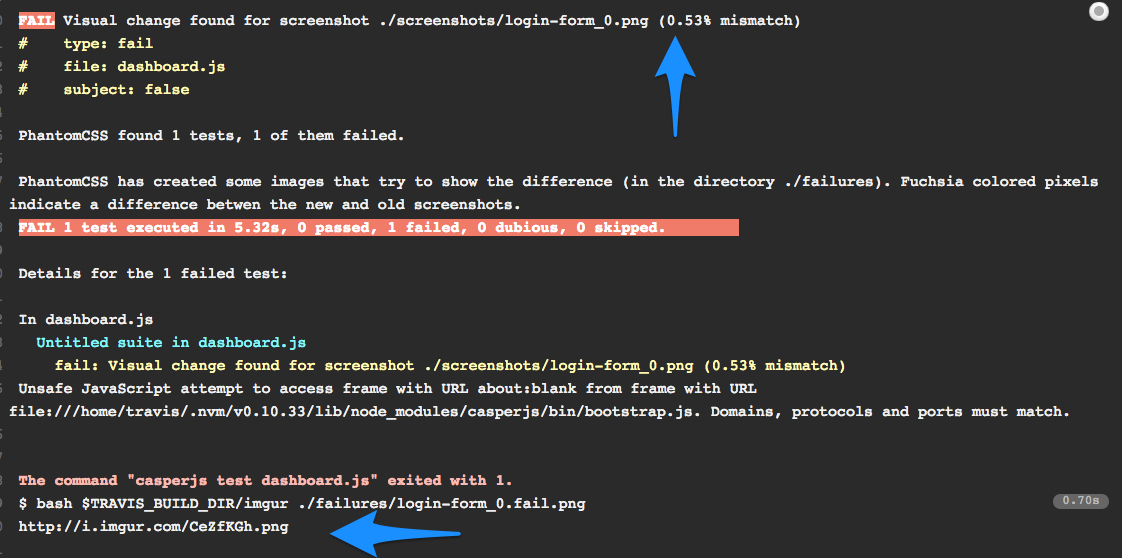 FAIL Visual change found for screenshot ./screenshots/login-form_0.png (0.53% mismatch)
# type: fail
# file: dashboard.js
# subject: false
PhantomCSS found 1 tests, 1 of them failed.
PhantomCSS has created some images that try to show the difference (in the directory ./failures). Fuchsia colored pixels
indicate a difference betwen the new and old screenshots.
FAIL 1 test executed in 5.32s, 0 passed, 1 failed, 0 dubious, 0 skipped.
Details for the 1 failed test:
In dashboard.js
Untitled suite in dashboard.js
fail: Visual change found for screenshot ./screenshots/login-form_0.png (0.53% mismatch)
Unsafe JavaScript attempt to access frame with URL about:blank from frame with URL
file:///home/travis/.nvm/v0.10.33/lib/node_modules/casperjs/bin/bootstrap.js. Domains, protocols and ports must match.
The command "casperjs test dashboard.js" exited with 1.
$ bash $TRAVIS_BUILD_DIR/imgur ./failures/login-form_0.fail.png
0.70s
http://i.imgur.com/CeZfKGh.png